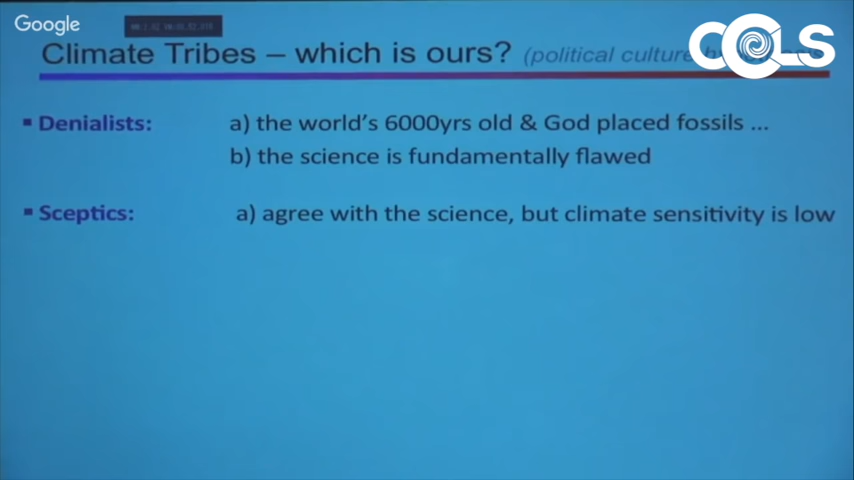 Google
CCLS
Climate Tribes – which is ours? (political culture
▪ Denialists: a) the world's 6000yrs old & God placed fossils ...
b) the science is fundamentally flawed
▪ Sceptics: a) agree with the science, but climate sensitivity is low